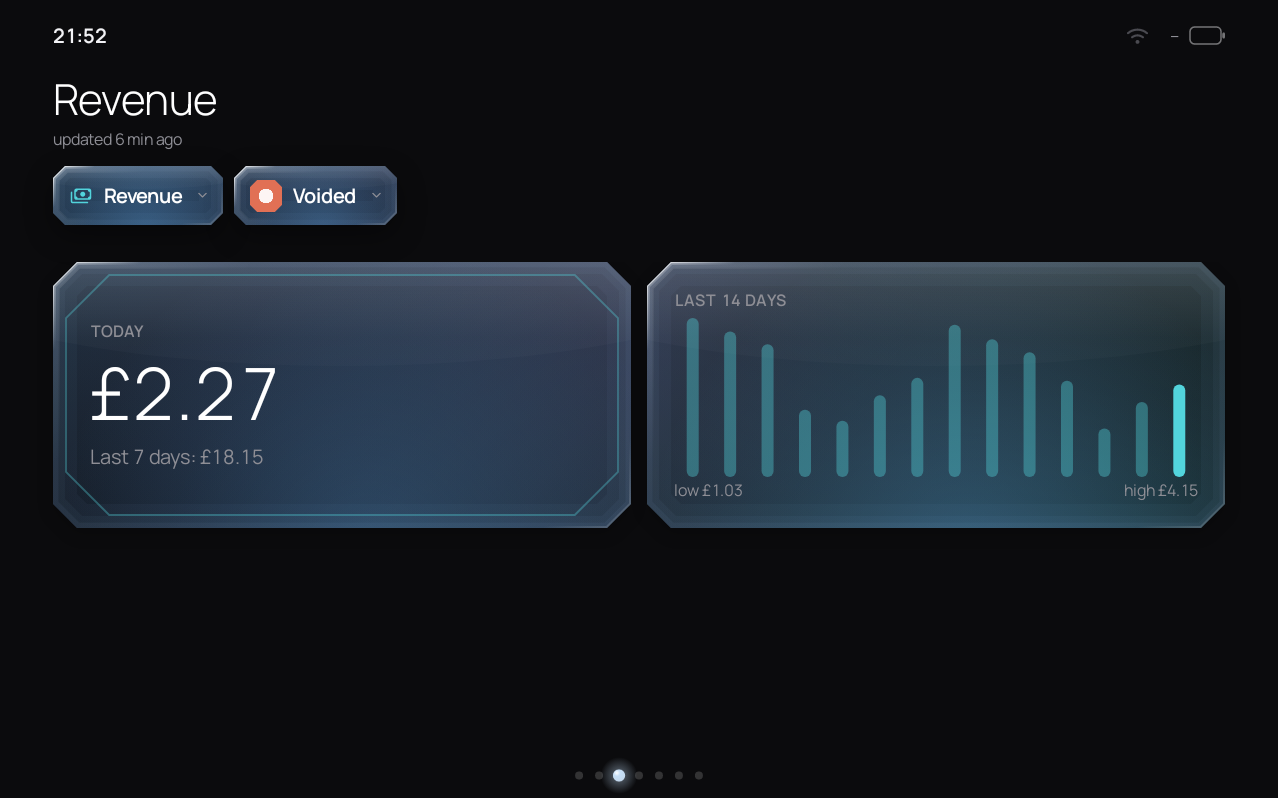 21:52
–
Revenue
updated 6 min ago
Revenue
Voided
TODAY
£2.27
Last 7 days: £18.15
LAST 14 DAYS
low £1.03
high £4.15